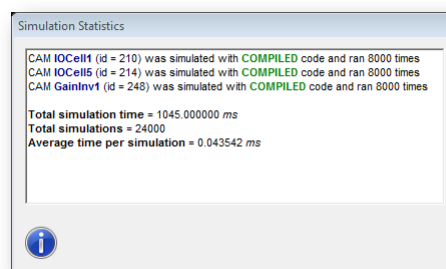 Simulation Statistics
CAM IOCell1 (id = 210) was simulated with COMPILED code and ran 8000 times
CAM IOCell5 (id = 214) was simulated with COMPILED code and ran 8000 times
CAM GainInv1 (id = 248) was simulated with COMPILED code and ran 8000 times
Total simulation time = 1045.000000 ms
Total simulations = 24000
Average time per simulation = 0.043542 ms